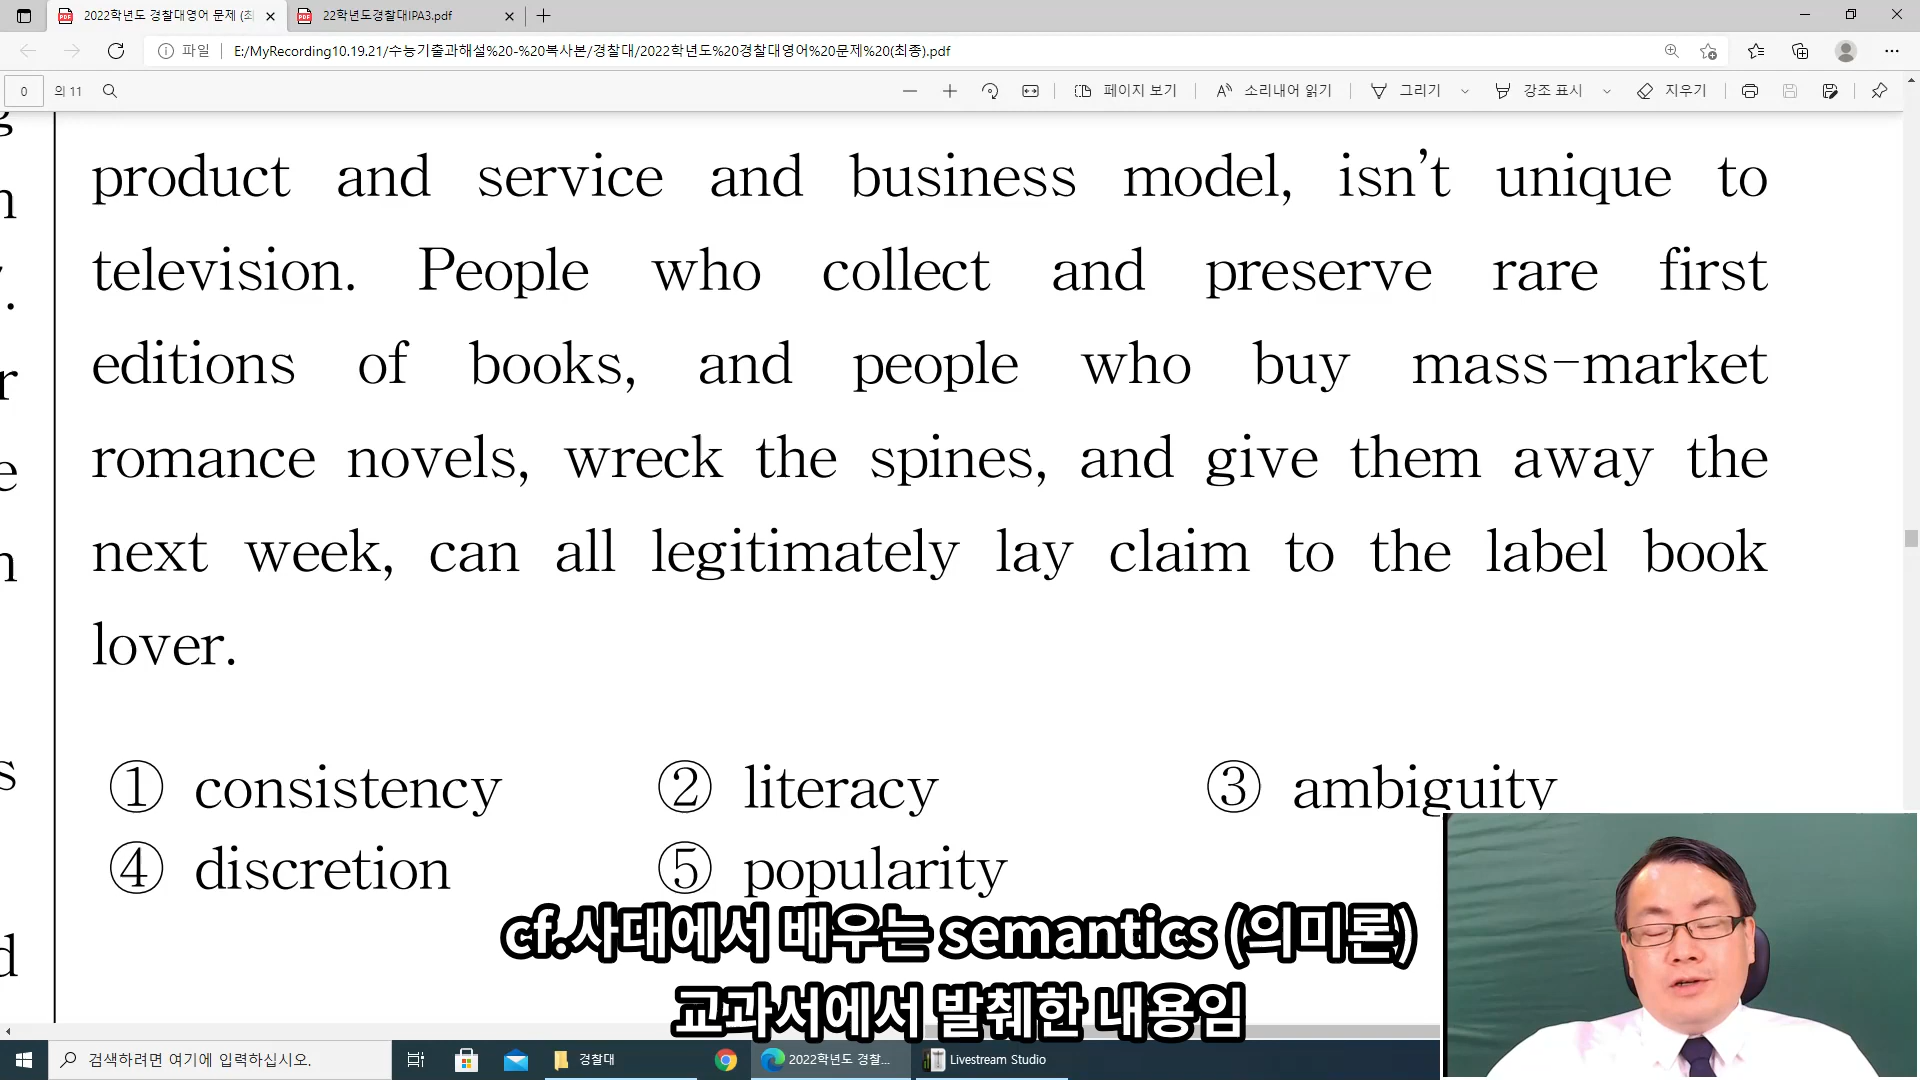 2022학년도 경찰대영어 문제 (최
22학년도경찰대IPA3.pdf
파일
E:/MyRecording10.19.21/수능기출과해설%20-%20복사본/경찰대/2022학년도%20경찰대영어%20문제%20(최종).pdf
0 의 11 페이지 보기 소리내어 읽기 그리기 강조 표시 지우기
product and service and business model, isn't unique to
television. People who collect and preserve rare first
editions of books, and people who buy mass-market
romance novels, wreck the spines, and give them away the
next week, can all legitimately lay claim to the label book
lover.
① consistency ② literacy ③ ambiguity
④ discretion ⑤ popularity
cf.사대에서 배우는 semantics (의미론)
교과서에서 발췌한 내용임
검색하려면 여기에 입력하십시오.
경찰대
2022학년도 경찰...
Livestream Studio